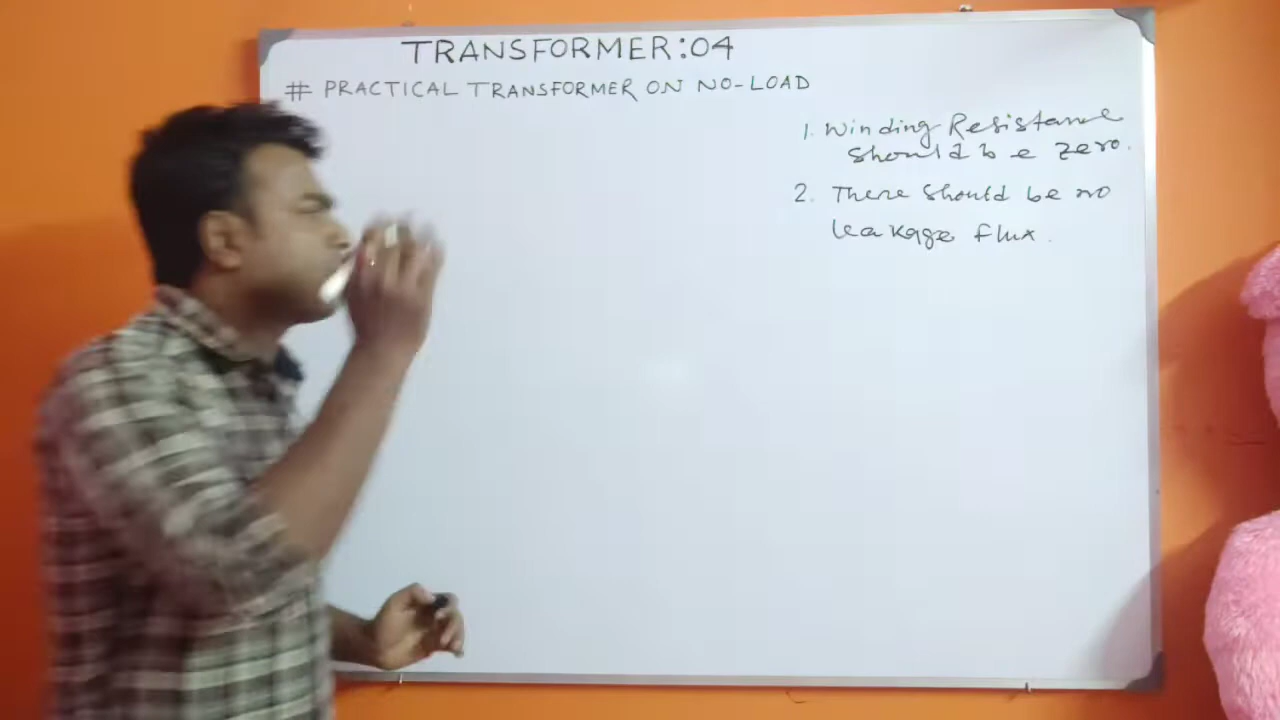 TRANSFORMER:04
# PRACTICAL TRANSFORMER ON NO-LOAD
1. Winding Resistance
should be zero.
2. There should be no
leakage flux.